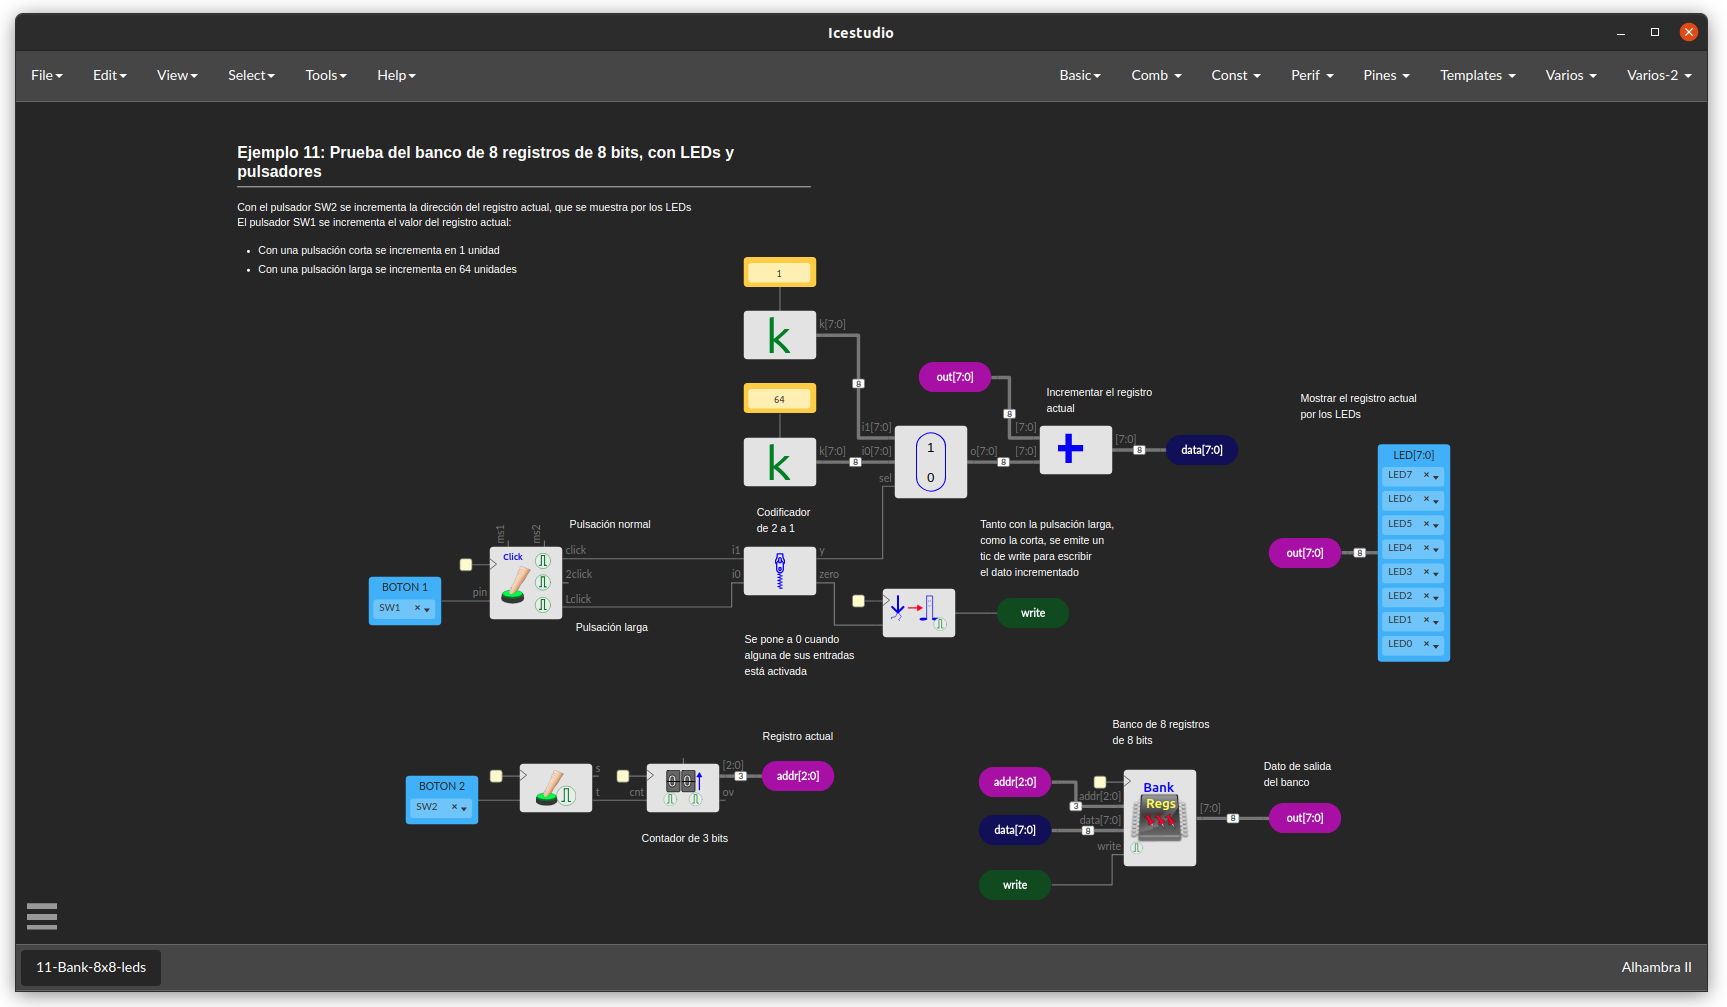 Icestudio
File Edit View Select Tools Help Basic Comb Const Perif Pines Templates Varios Varios-2
Ejemplo 11: Prueba del banco de 8 registros de 8 bits, con LEDs y
pulsadores
Con el pulsador SW2 se incrementa la dirección del registro actual, que se muestra por los LEDs
El pulsador SW1 se incrementa el valor del registro actual:
• Con una pulsación corta se incrementa en 1 unidad
• Con una pulsación larga se incrementa en 64 unidades
1
k
k[7:0]
8
64
k
k[7:0]
8
i1[7:0]
i0[7:0]
sel
1
0
o[7:0]
8
out[7:0]
8
Incrementar el registro
actual
[7:0]
[7:0]
+
[7:0]
8
data[7:0]
Mostrar el registro actual
por los LEDs
out[7:0]
8
LED[7:0]
LED7 ×
LED6 ×
LED5 ×
LED4 ×
LED3 ×
LED2 ×
LED1 ×
LED0 ×
BOTON 1
SW1 ×
pin
ms1
ms2
Click
Pulsación normal
click
2click
Lclick
Pulsación larga
Codificador
de 2 a 1
i1
i0
y
zero
Se pone a 0 cuando
alguna de sus entradas
está activada
Tanto con la pulsación larga,
como la corta, se emite un
tic de write para escribir
el dato incrementado
write
BOTON 2
SW2 ×
s
t
cnt
00
[2:0]
ov
3
Registro actual
addr[2:0]
Contador de 3 bits
Banco de 8 registros
de 8 bits
addr[2:0]
3
addr[2:0]
data[7:0]
8
data[7:0]
write
write
Bank
Regs
[7:0]
8
Dato de salida
del banco
out[7:0]
11-Bank-8x8-leds
Alhambra II